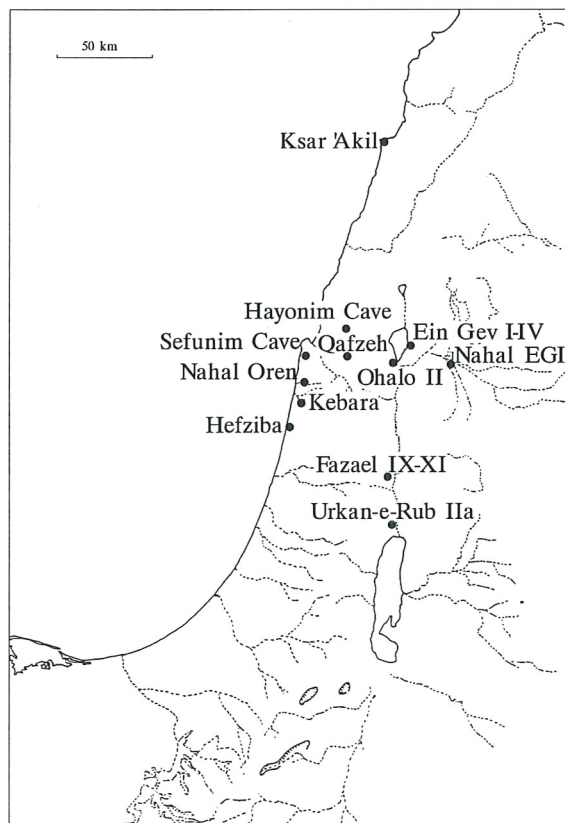 50 km
Ksar 'Akil
Hayonim Cave
Sefunim Cave
Qafzeh
Ein Gev I-IV
Nahal Oren
Ohalo II
Nahal EGI
Kebara
Hefziba
Fazael IX-XI
Urkan-e-Rub IIa